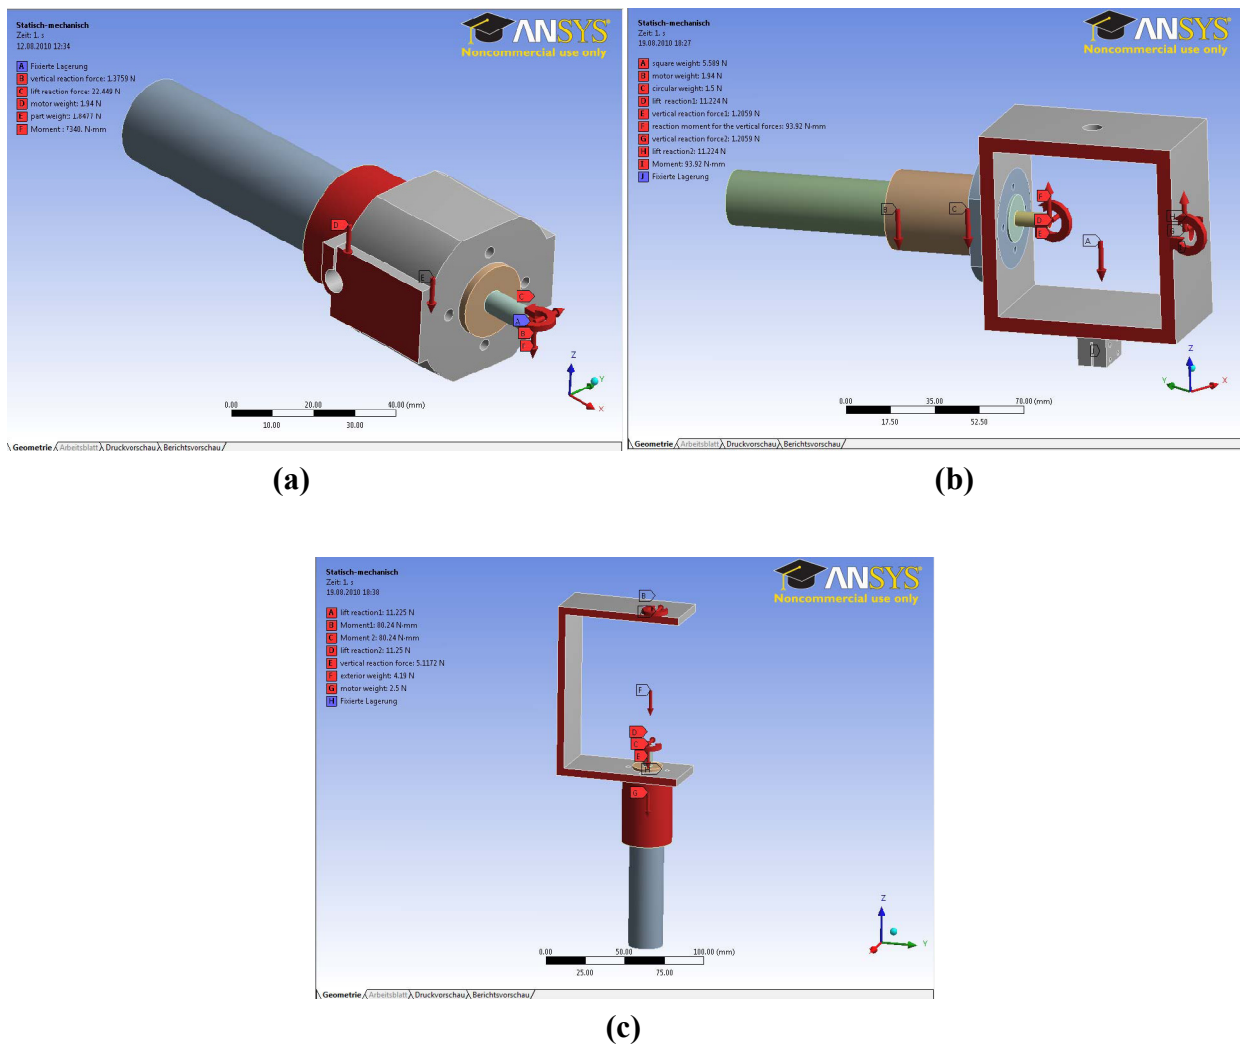 Statisch-mechanisch
Zeit: 1. s
12.08.2010 12:34
A Fixierte Lagerung
B vertical reaction force: 1.3759 N
C lift reaction force: 22.449 N
D motor weight: 1.94 N
E part weight: 1.8477 N
F Moment : 7340. N-mm
ANSYS
Noncommercial use only
D
E
C
A
B
F
Z
Y
X
0.00 20.00 40.00 (mm)
10.00 30.00
Geometrie Arbeitsblatt Druckvorschau Berichtsvorschau
(a)
Statisch-mechanisch
Zeit: 1. s
19.08.2010 18:27
A square weight: 5.589 N
B motor weight: 1.94 N
C circular weight: 1.5 N
D lift reaction1: 11.224 N
E vertical reaction force1: 1.2059 N
F reaction moment for the vertical forces: 93.92 N-mm
G vertical reaction force2: 1.2059 N
H lift reaction2: 11.224 N
I Moment: 93.92 N-mm
J Fixierte Lagerung
ANSYS
Noncommercial use only
B
C
F
D
E
A
H
Z
Y
X
0.00 35.00 70.00 (mm)
17.50 52.50
Geometrie Arbeitsblatt Druckvorschau Berichtsvorschau
(b)
Statisch-mechanisch
Zeit: 1. s
19.08.2010 18:38
A lift reaction1: 11.225 N
B Moment1: 80.24 N-mm
C Moment 2: 80.24 N-mm
D lift reaction2: 11.25 N
E vertical reaction force: 5.1172 N
F exterior weight: 4.19 N
G motor weight: 2.5 N
H Fixierte Lagerung
ANSYS
Noncommercial use only
B
F
D
C
E
H
G
Z
Y
0.00 50.00 100.00 (mm)
25.00 75.00
Geometrie Arbeitsblatt Druckvorschau Berichtsvorschau
(c)